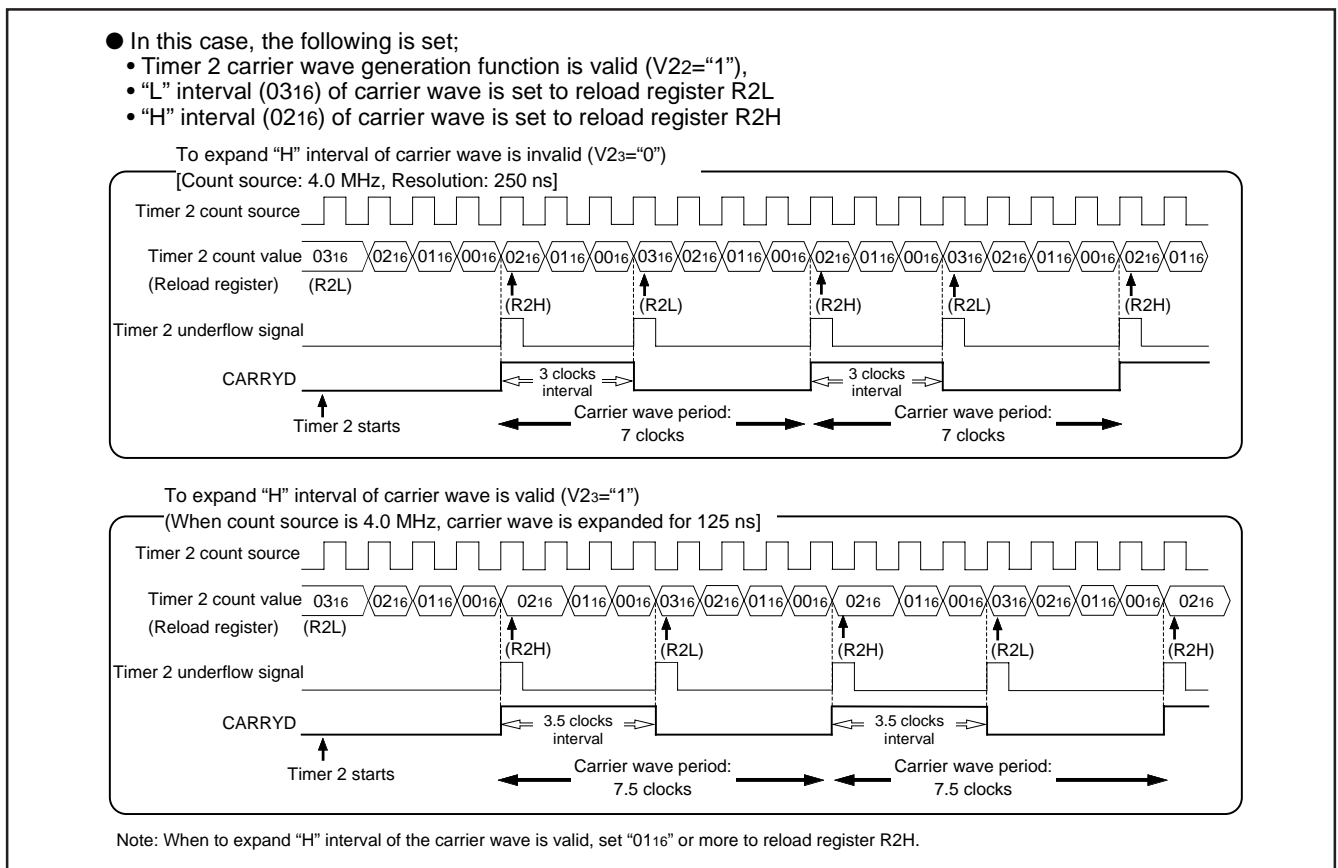 ● In this case, the following is set;
• Timer 2 carrier wave generation function is valid (V22=“1”),
• “L” interval (0316) of carrier wave is set to reload register R2L
• “H” interval (0216) of carrier wave is set to reload register R2H
To expand “H” interval of carrier wave is invalid (V23=“0”)
[Count source: 4.0 MHz, Resolution: 250 ns]
Timer 2 count source
Timer 2 count value 0316 0216 0116 0016 0216 0116 0016 0316 0216 0116 0016 0216 0116 0016 0316 0216 0116 0016 0216 0116
(Reload register) (R2L)
(R2H) (R2L) (R2H) (R2L) (R2H)
Timer 2 underflow signal
CARRYD 3 clocks interval 3 clocks interval
Timer 2 starts Carrier wave period: 7 clocks Carrier wave period: 7 clocks
To expand “H” interval of carrier wave is valid (V23=“1”)
(When count source is 4.0 MHz, carrier wave is expanded for 125 ns]
Timer 2 count source
Timer 2 count value 0316 0216 0116 0016 0216 0116 0016 0316 0216 0116 0016 0216 0116 0016 0316 0216 0116 0016 0216
(Reload register) (R2L)
(R2H) (R2L) (R2H) (R2L) (R2H)
Timer 2 underflow signal
CARRYD 3.5 clocks interval 3.5 clocks interval
Timer 2 starts Carrier wave period: 7.5 clocks Carrier wave period: 7.5 clocks
Note: When to expand “H” interval of the carrier wave is valid, set “0116” or more to reload register R2H.